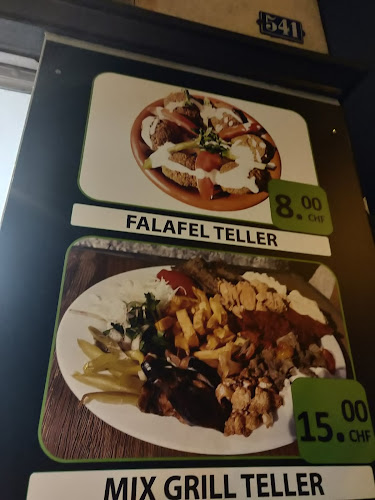 541
8.00 CHF
FALAFEL TELLER
15.00 CHF
MIX GRILL TELLER